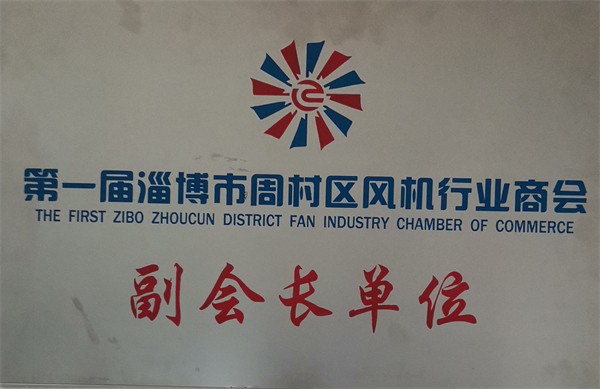 第一届淄博市周村区风机行业商会
THE FIRST ZIBO ZHOUCUN DISTRICT FAN INDUSTRY CHAMBER OF COMMERCE
副会长单位